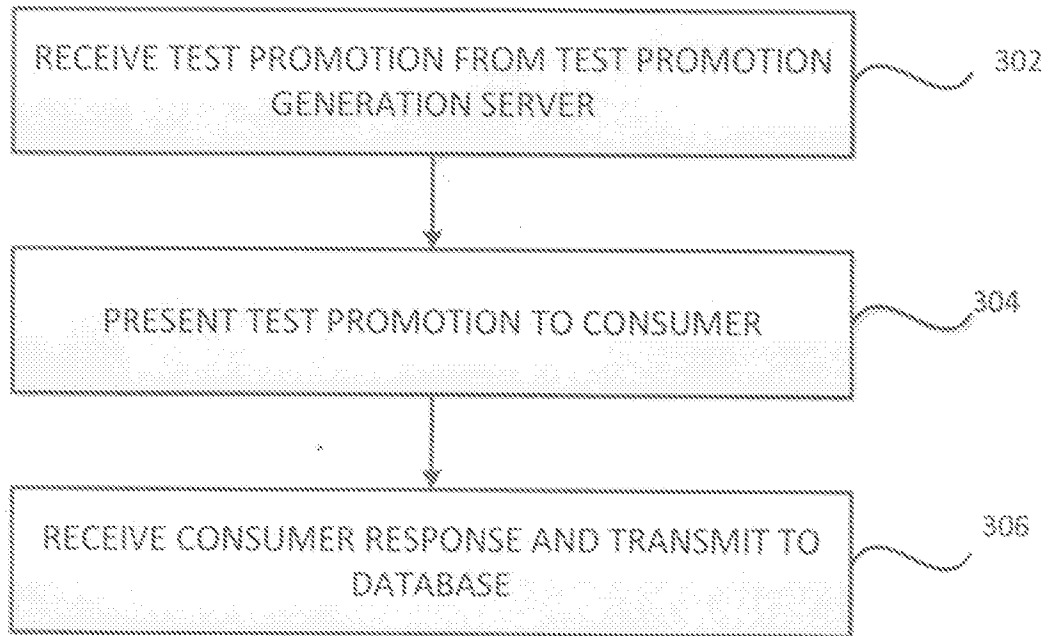 RECEIVE TEST PROMOTION FROM TEST PROMOTION
GENERATION SERVER
302
PRESENT TEST PROMOTION TO CONSUMER
304
RECEIVE CONSUMER RESPONSE AND TRANSMIT TO
DATABASE
306